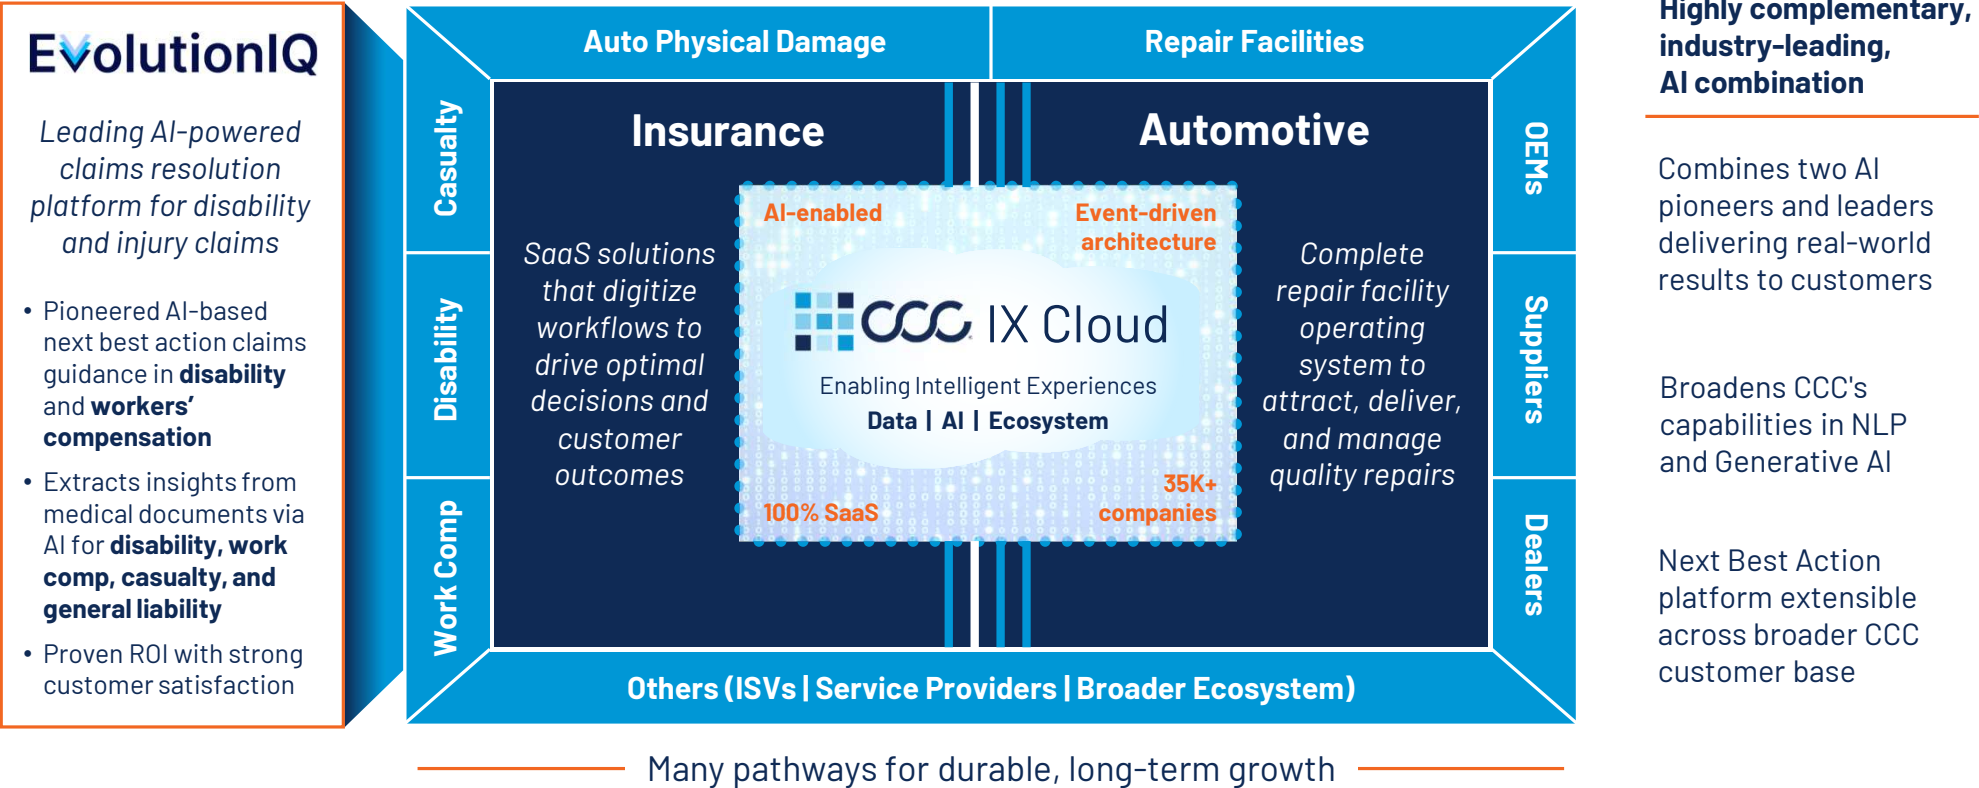 EvolutionIQ
Leading AI-powered
claims resolution
platform for disability
and injury claims
• Pioneered AI-based
next best action claims
guidance in disability
and workers’
compensation
• Extracts insights from
medical documents via
AI for disability, work
comp, casualty, and
general liability
• Proven ROI with strong
customer satisfaction
Auto Physical Damage
Repair Facilities
Casualty
Disability
Work Comp
Insurance
SaaS solutions
that digitize
workflows to
drive optimal
decisions and
customer
outcomes
AI-enabled
Event-driven
architecture
CCC IX Cloud
Enabling Intelligent Experiences
Data | AI | Ecosystem
100% SaaS
35K+
companies
Automotive
Complete
repair facility
operating
system to
attract, deliver,
and manage
quality repairs
OEMs
Suppliers
Dealers
Others (ISVs | Service Providers | Broader Ecosystem)
Many pathways for durable, long-term growth
Highly complementary,
industry-leading,
AI combination
Combines two AI
pioneers and leaders
delivering real-world
results to customers
Broadens CCC's
capabilities in NLP
and Generative AI
Next Best Action
platform extensible
across broader CCC
customer base